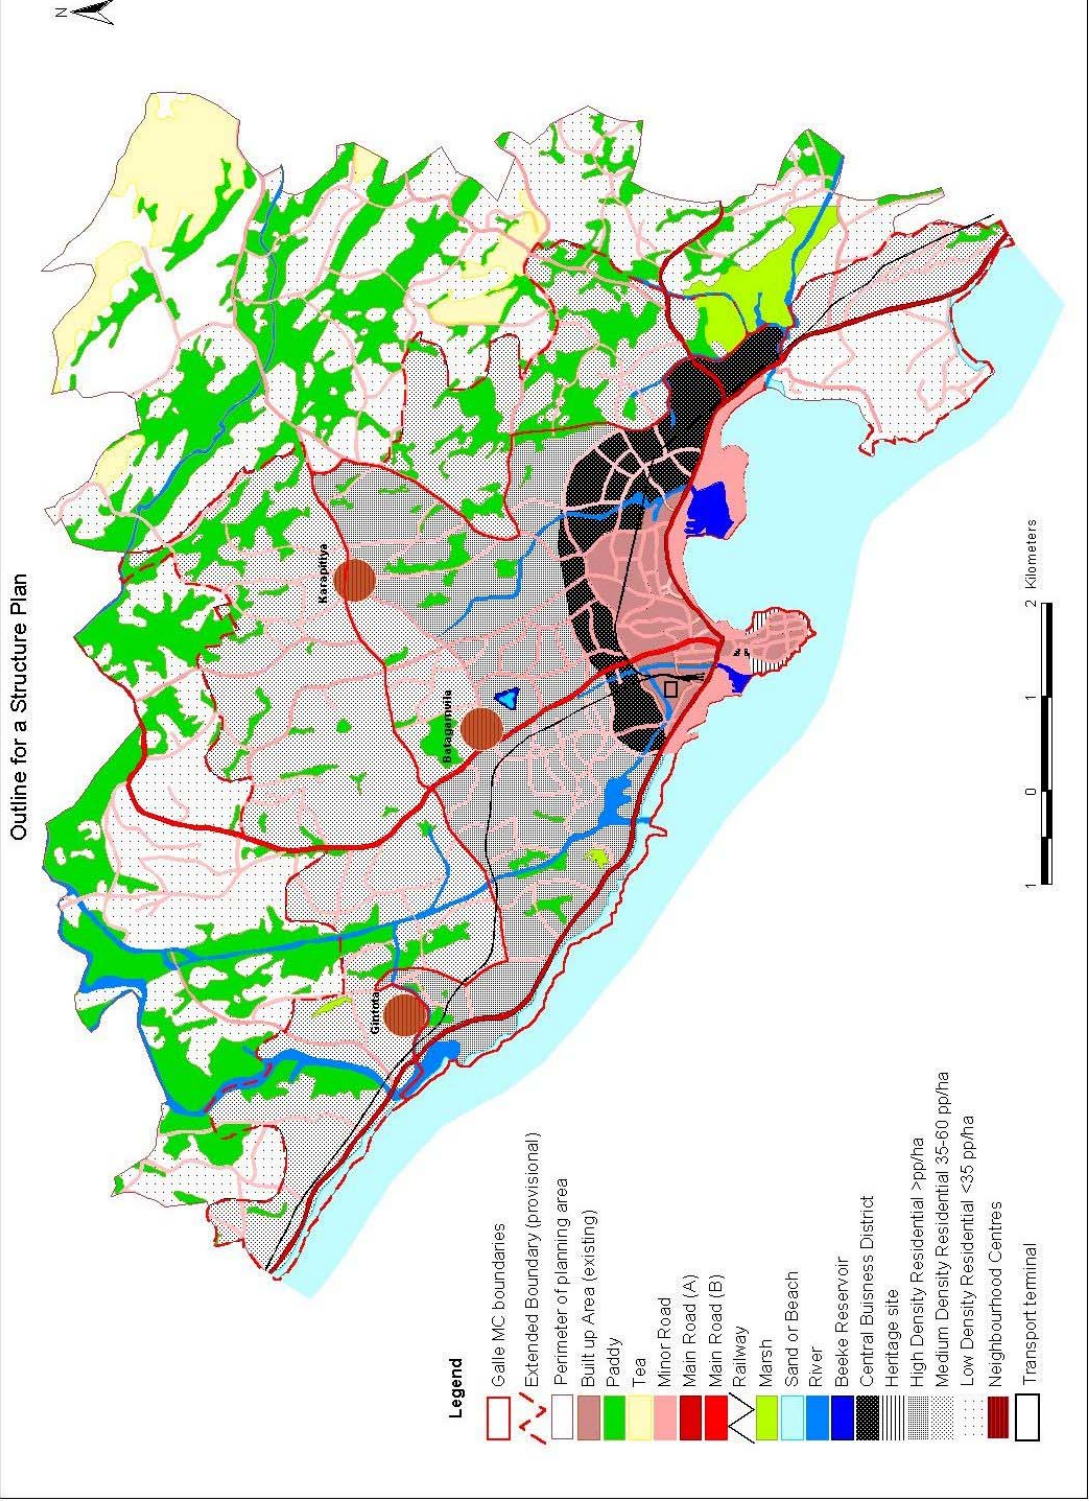 Outline for a Structure Plan
N
Karapitiya
Batagamvila
Gintota
Legend
Galle MC boundaries
Extended Boundary (provisional)
Perimeter of planning area
Built up Area (existing)
Paddy
Tea
Minor Road
Main Road (A)
Main Road (B)
Railway
Marsh
Sand or Beach
River
Beeke Reservoir
Central Buisness District
Heritage site
High Density Residential >pp/ha
Medium Density Residential 35-60 pp/ha
Low Density Residential <35 pp/ha
Neighbourhood Centres
Transport terminal
1 0 1 2 Kilometers